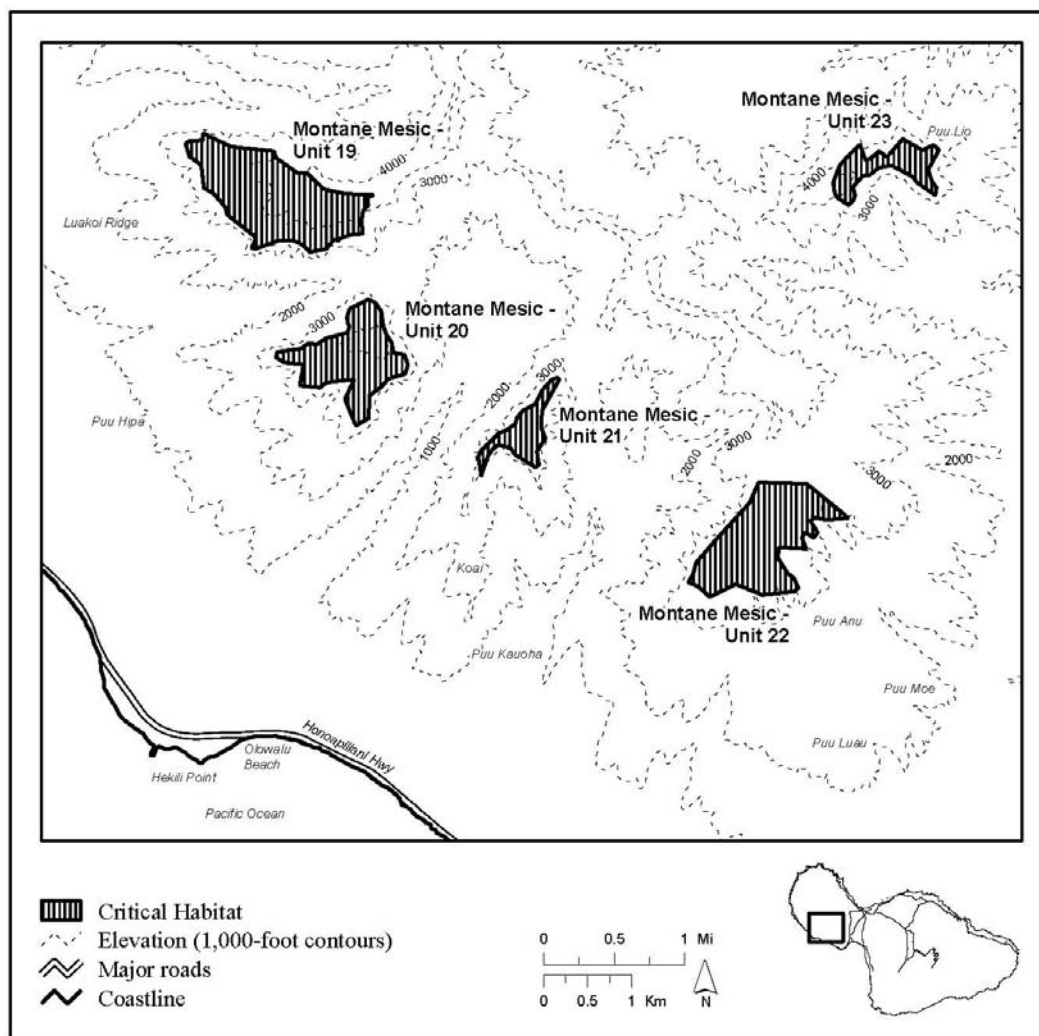 Montane Mesic -
Unit 23
Puu Lio
Montane Mesic -
Unit 19
4000
3000
4000
3000
Luakoi Ridge
2000
3000
Montane Mesic -
Unit 20
3000
2000
Puu Hipa
Montane Mesic -
Unit 21
1000
3000
2000
2000
3000
Koai
Montane Mesic -
Unit 22
Puu Anu
Puu Kauoha
Puu Moe
Puu Luau
Honoapiilani Hwy
Olowalu
Beach
Hekili Point
Pacific Ocean
Critical Habitat
Elevation (1,000-foot contours)
Major roads
Coastline
0 0.5 1 Mi
0 0.5 1 Km
N